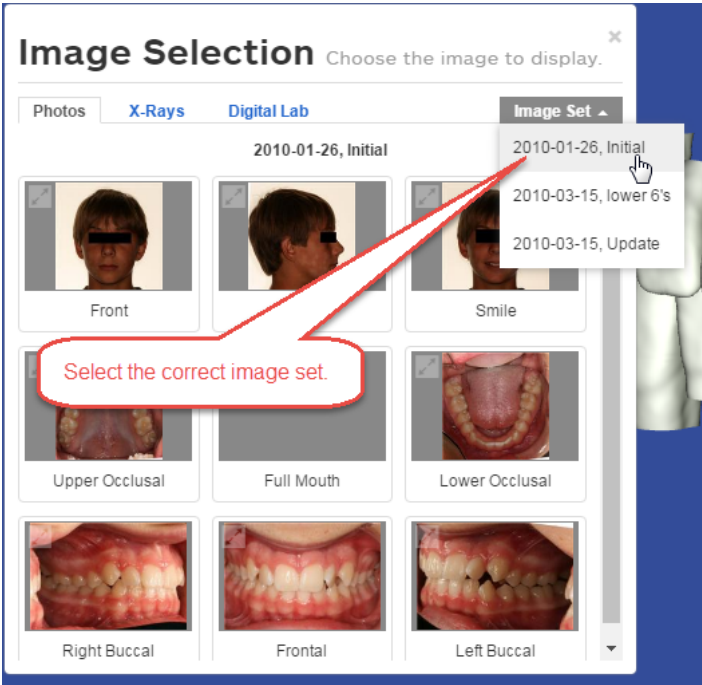 Image Selection Choose the image to display. ×
Photos X-Rays Digital Lab Image Set
2010-01-26, Initial
2010-01-26, Initial
2010-03-15, lower 6's
2010-03-15, Update
Front
Smile
Select the correct image set.
Upper Occlusal
Full Mouth
Lower Occlusal
Right Buccal
Frontal
Left Buccal